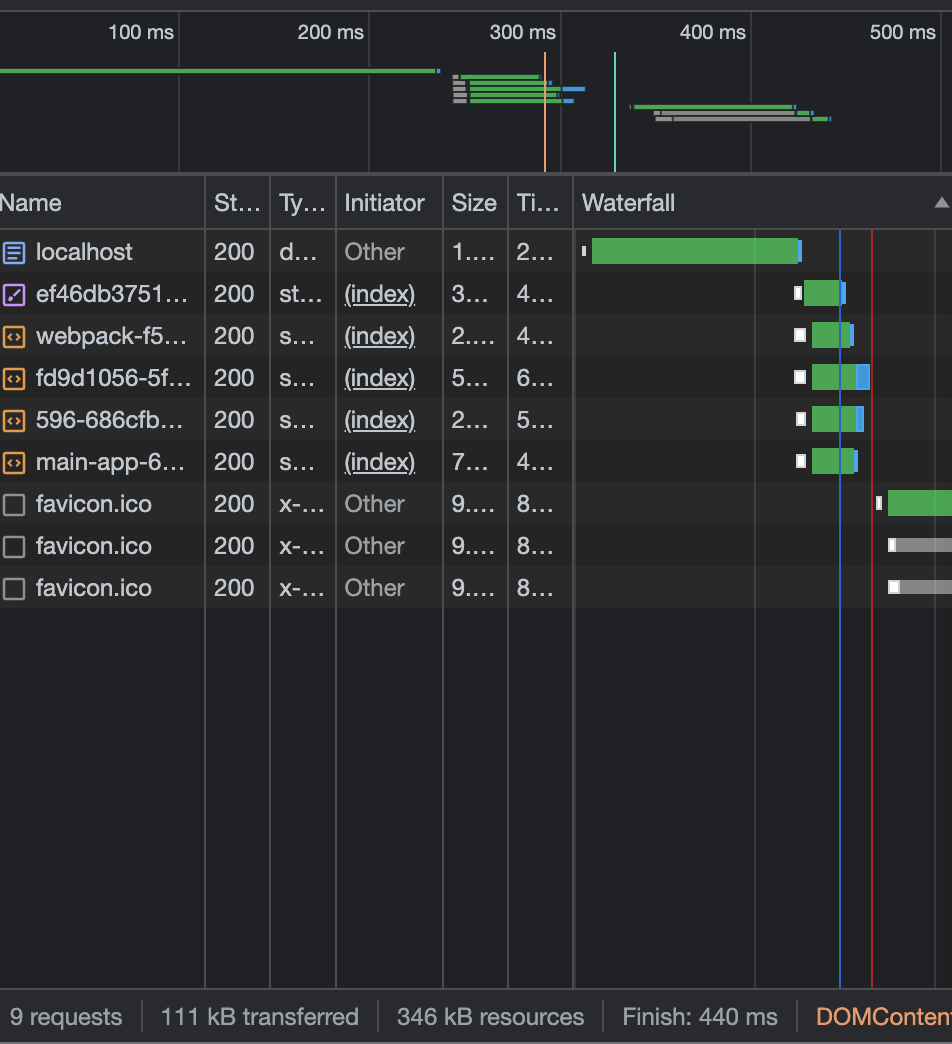 100 ms 200 ms 300 ms 400 ms 500 ms
Name St... Ty... Initiator Size Ti... Waterfall
localhost 200 d... Other 1.... 2...
ef46db3751... 200 st... (index) 3... 4...
webpack-f5... 200 s... (index) 2.... 4...
fd9d1056-5f... 200 s... (index) 5... 6...
596-686cfb... 200 s... (index) 2... 5...
main-app-6... 200 s... (index) 7... 4...
favicon.ico 200 x-... Other 9.... 8...
favicon.ico 200 x-... Other 9.... 8...
favicon.ico 200 x-... Other 9.... 8...
9 requests 111 kB transferred 346 kB resources Finish: 440 ms DOMConten